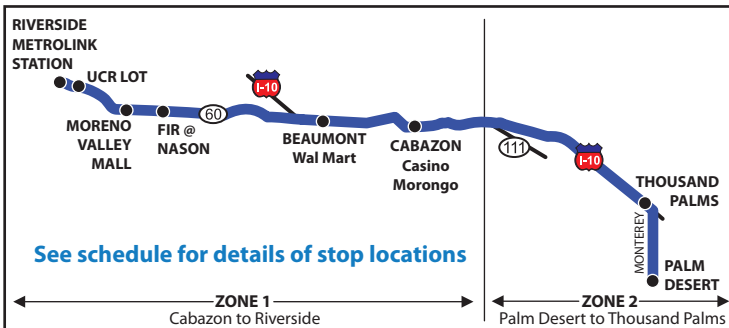 RIVERSIDE
METROLINK
STATION
UCR LOT
MORENO
VALLEY
MALL
FIR @
NASON
60
I-10
BEAUMONT
Wal Mart
CABAZON
Casino
Morongo
111
I-10
THOUSAND
PALMS
MONTEREY
PALM
DESERT
See schedule for details of stop locations
ZONE 1
Cabazon to Riverside
ZONE 2
Palm Desert to Thousand Palms